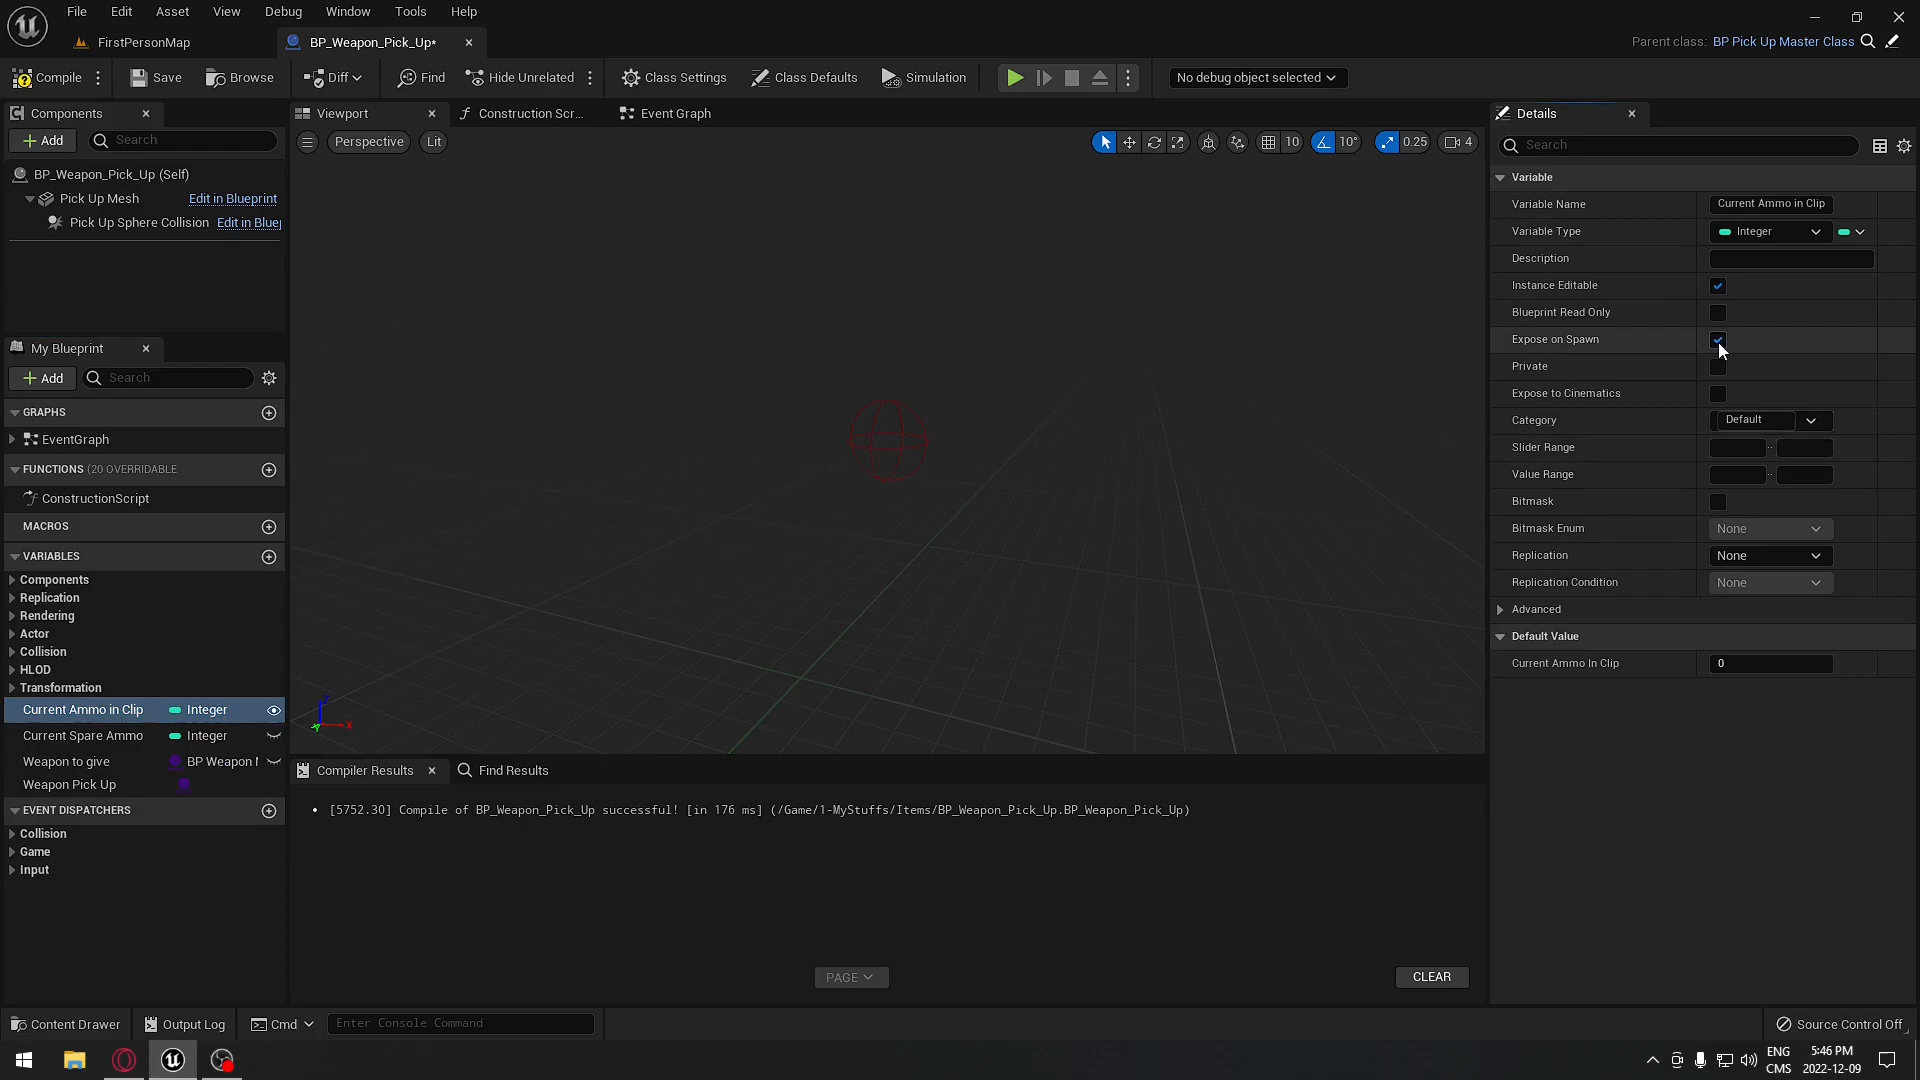 File Edit Asset View Debug Window Tools Help
FirstPersonMap
BP_Weapon_Pick_Up*
Parent class: BP Pick Up Master Class
Compile
Save
Browse
Diff
Find
Hide Unrelated
Class Settings
Class Defaults
Simulation
No debug object selected
Components
Add
Search
BP_Weapon_Pick_Up (Self)
Pick Up Mesh Edit in Blueprint
Pick Up Sphere Collision Edit in Blue
My Blueprint
Add
Search
GRAPHS
EventGraph
FUNCTIONS (20 OVERRIDABLE
ConstructionScript
MACROS
VARIABLES
Components
Replication
Rendering
Actor
Collision
HLOD
Transformation
Current Ammo in Clip Integer
Current Spare Ammo Integer
Weapon to give BP Weapon
Weapon Pick Up
EVENT DISPATCHERS
Collision
Game
Input
Viewport
Construction Scr...
Event Graph
Perspective
Lit
10
10°
0.25
4
Z
X
Y
Compiler Results
Find Results
[5752.30] Compile of BP_Weapon_Pick_Up successful! [in 176 ms] (/Game/1-MyStuffs/Items/BP_Weapon_Pick_Up.BP_Weapon_Pick_Up)
PAGE
CLEAR
Details
Search
Variable
Variable Name Current Ammo in Clip
Variable Type Integer
Description
Instance Editable
Blueprint Read Only
Expose on Spawn
Private
Expose to Cinematics
Category Default
Slider Range ..
Value Range ..
Bitmask
Bitmask Enum None
Replication None
Replication Condition None
Advanced
Default Value
Current Ammo In Clip 0
Content Drawer
Output Log
Cmd
Enter Console Command
Source Control Off
ENG
CMS
5:46 PM
2022-12-09